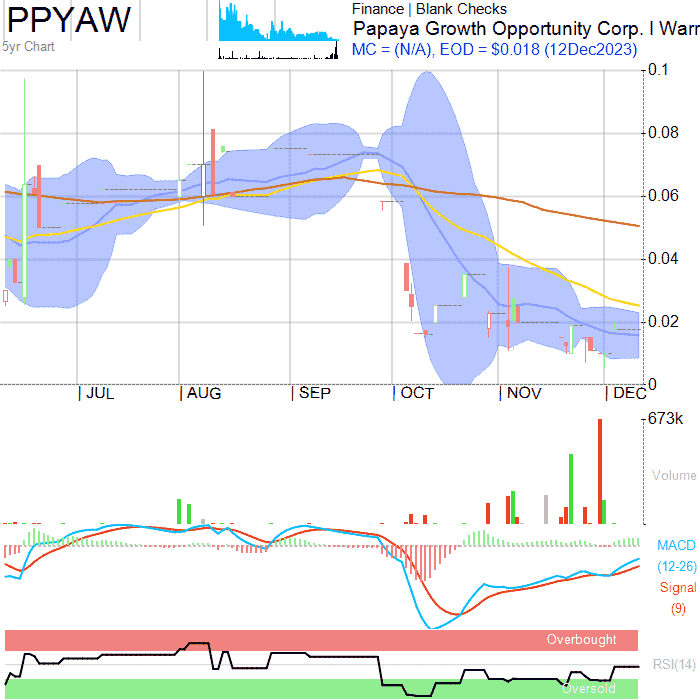 PPYAW
Finance | Blank Checks
Papaya Growth Opportunity Corp. I Warr
5yr Chart
MC = (N/A), EOD = $0.018 (12Dec2023)
0.1
0.08
0.06
0.04
0.02
0
JUL AUG SEP OCT NOV DEC
673k
Volume
MACD
(12-26)
Signal
(9)
Overbought
RSI(14)
Oversold